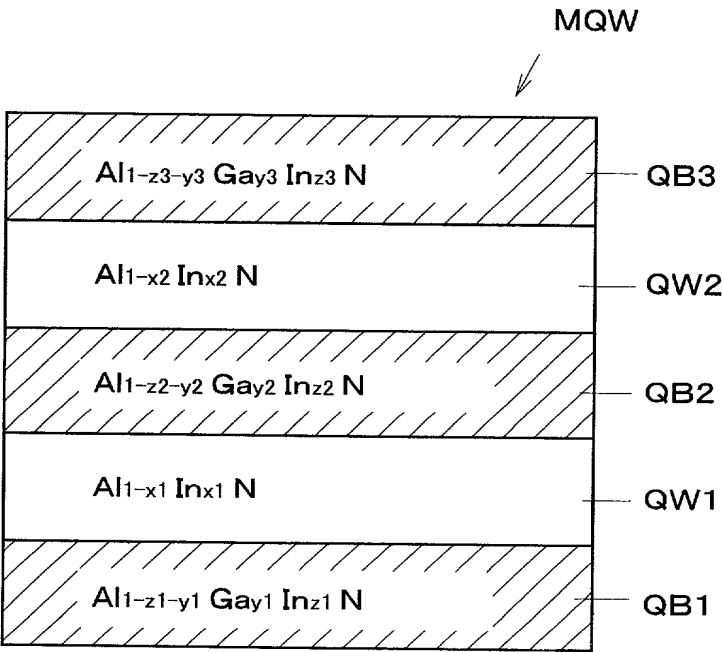 MQW
Al1-z3-y3 Gay3 Inz3 N QB3
Al1-x2 Inx2 N QW2
Al1-z2-y2 Gay2 Inz2 N QB2
Al1-x1 Inx1 N QW1
Al1-z1-y1 Gay1 Inz1 N QB1